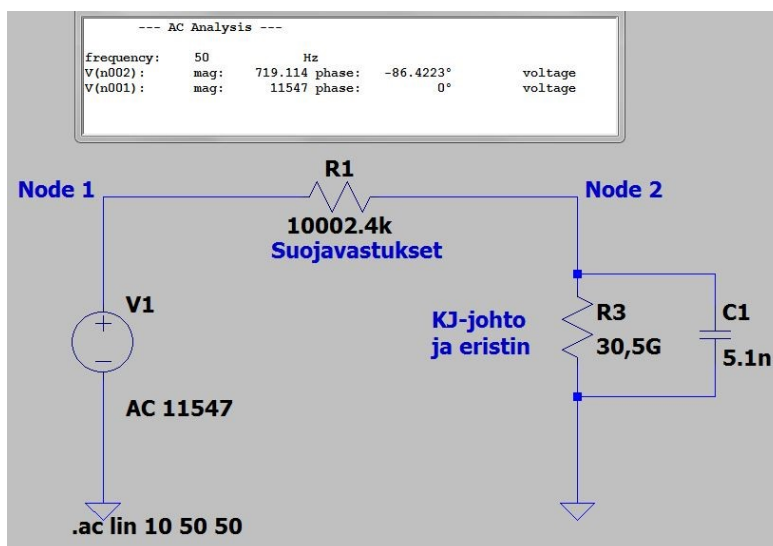 --- AC Analysis ---
frequency: 50 Hz
V(n002): mag: 719.114 phase: -86.4223° voltage
V(n001): mag: 11547 phase: 0° voltage
R1
Node 1
Node 2
10002.4k
Suojavastukset
V1
KJ-johto
ja eristin
R3
30,5G
C1
5.1n
AC 11547
.ac lin 10 50 50